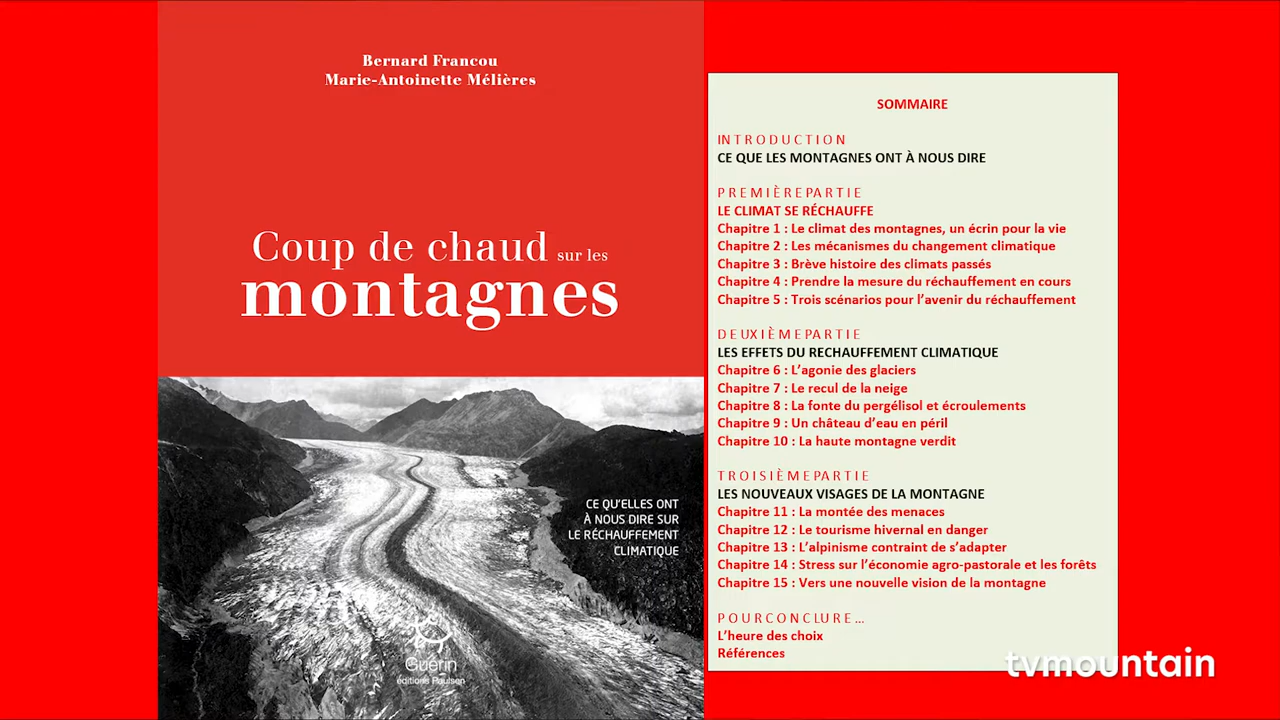 Bernard Francou
Marie-Antoinette Mélières
Coup de chaud sur les
montagnes
CE QU'ELLES ONT
À NOUS DIRE SUR
LE RÉCHAUFFEMENT
CLIMATIQUE
Guérin
éditions Paulsen
SOMMAIRE
INTRODUCTION
CE QUE LES MONTAGNES ONT À NOUS DIRE
PREMIÈREPARTIE
LE CLIMAT SE RÉCHAUFFE
Chapitre 1 : Le climat des montagnes, un écrin pour la vie
Chapitre 2 : Les mécanismes du changement climatique
Chapitre 3 : Brève histoire des climats passés
Chapitre 4 : Prendre la mesure du réchauffement en cours
Chapitre 5 : Trois scénarios pour l'avenir du réchauffement
DEUXIÈMEPARTIE
LES EFFETS DU RECHAUFFEMENT CLIMATIQUE
Chapitre 6 : L'agonie des glaciers
Chapitre 7 : Le recul de la neige
Chapitre 8 : La fonte du pergélisol et écroulements
Chapitre 9 : Un château d'eau en péril
Chapitre 10 : La haute montagne verdit
TROISIÈMEPARTIE
LES NOUVEAUX VISAGES DE LA MONTAGNE
Chapitre 11 : La montée des menaces
Chapitre 12 : Le tourisme hivernal en danger
Chapitre 13 : L'alpinisme contraint de s'adapter
Chapitre 14 : Stress sur l'économie agro-pastorale et les forêts
Chapitre 15 : Vers une nouvelle vision de la montagne
POURCONCLURE…
L'heure des choix
Références
tvmountain